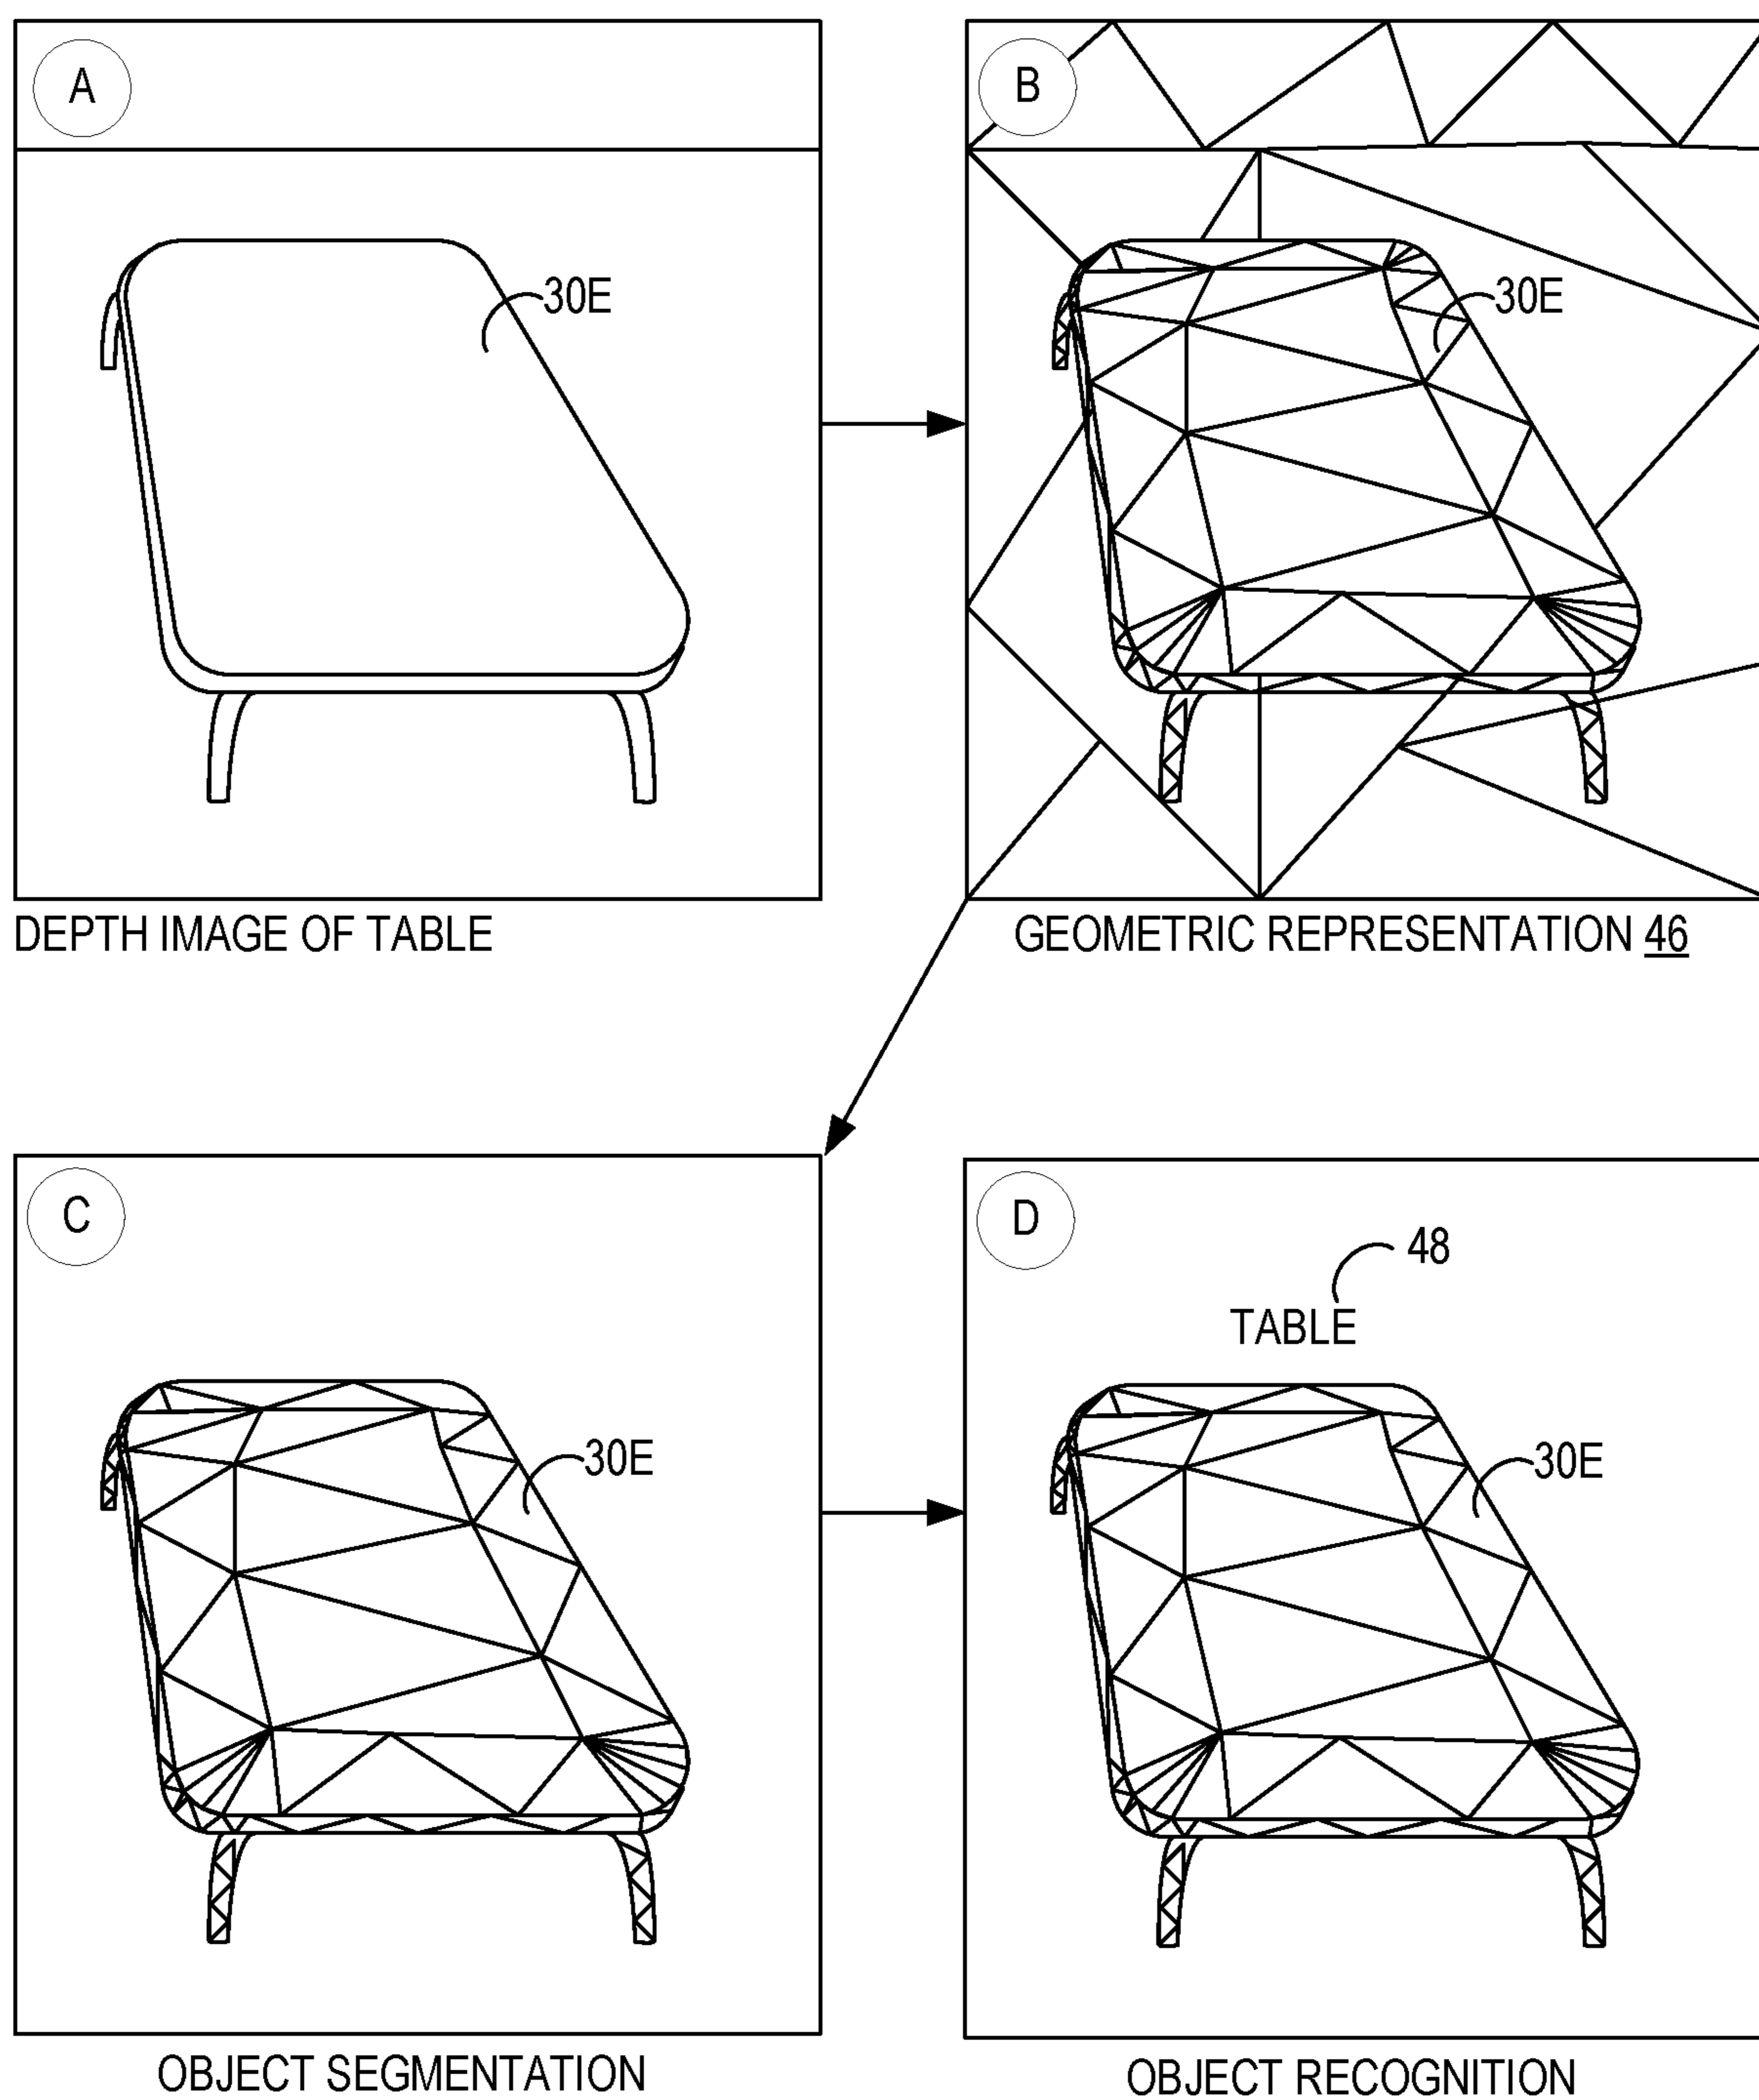 A
30E
DEPTH IMAGE OF TABLE
B
30E
GEOMETRIC REPRESENTATION 46
C
30E
OBJECT SEGMENTATION
D
48
TABLE
30E
OBJECT RECOGNITION